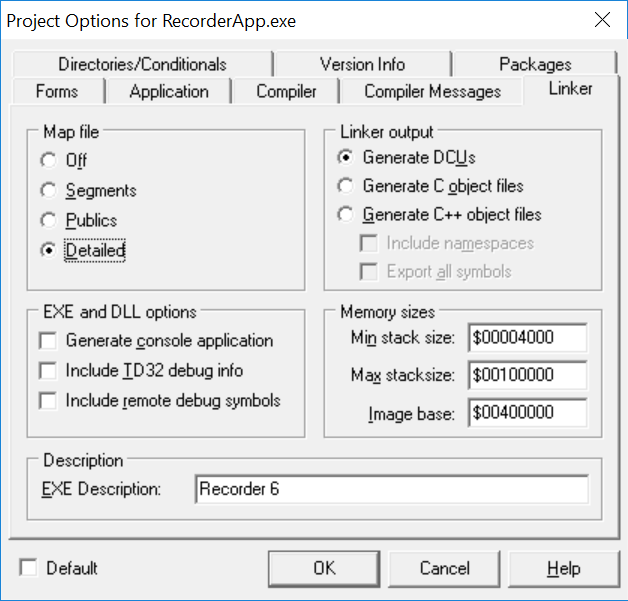 Project Options for RecorderApp.exe
Directories/Conditionals Version Info Packages
Forms Application Compiler Compiler Messages Linker
Map file
Off
Segments
Publics
Detailed
Linker output
Generate DCUs
Generate C object files
Generate C++ object files
Include namespaces
Export all symbols
EXE and DLL options
Generate console application
Include TD32 debug info
Include remote debug symbols
Memory sizes
Min stack size: $00004000
Max stacksize: $00100000
Image base: $00400000
Description
EXE Description: Recorder 6
Default OK Cancel Help